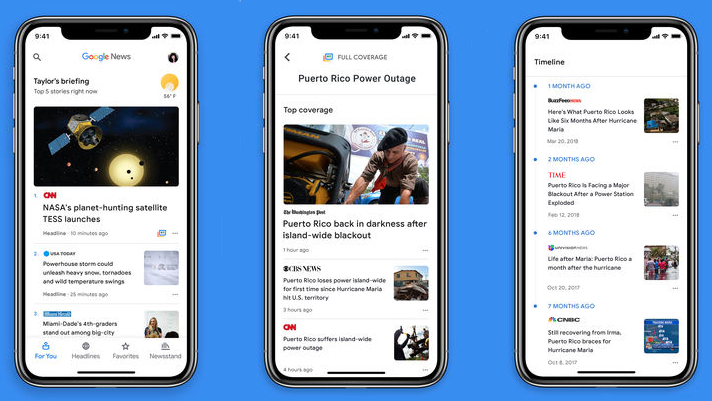 9:41
Google News
Taylor's briefing
Top 5 stories right now
56° F
1.
CNN
NASA's planet-hunting satellite
TESS launches
Headline · 10 minutes ago
2.
USA TODAY
Powerhouse storm could
unleash heavy snow, tornadoes
and wild temperature swings
Headline · 25 minutes ago
3.
Miami Herald
Miami-Dade's 4th-graders
stand out among big-city
For You
Headlines
Favorites
Newsstand
9:41
FULL COVERAGE
Puerto Rico Power Outage
Top coverage
The Washington Post
Puerto Rico back in darkness after
island-wide blackout
1 hour ago
CBS NEWS
Puerto Rico loses power island-wide
for first time since Hurricane Maria
hit U.S. territory
3 hours ago
CNN
Puerto Rico suffers island-wide
power outage
4 hours ago
9:41
Timeline
1 MONTH AGO
BuzzFeed NEWS
Here's What Puerto Rico Looks
Like Six Months After Hurricane
Maria
Mar 20, 2018
2 MONTHS AGO
TIME
Puerto Rico Is Facing a Major
Blackout After a Power Station
Exploded
Feb 12, 2018
6 MONTHS AGO
UNIVISION NEWS
Life after Maria: Puerto Rico a
month after the hurricane
Oct 20, 2017
7 MONTHS AGO
CNBC
Still recovering from Irma,
Puerto Rico braces for
Hurricane Maria